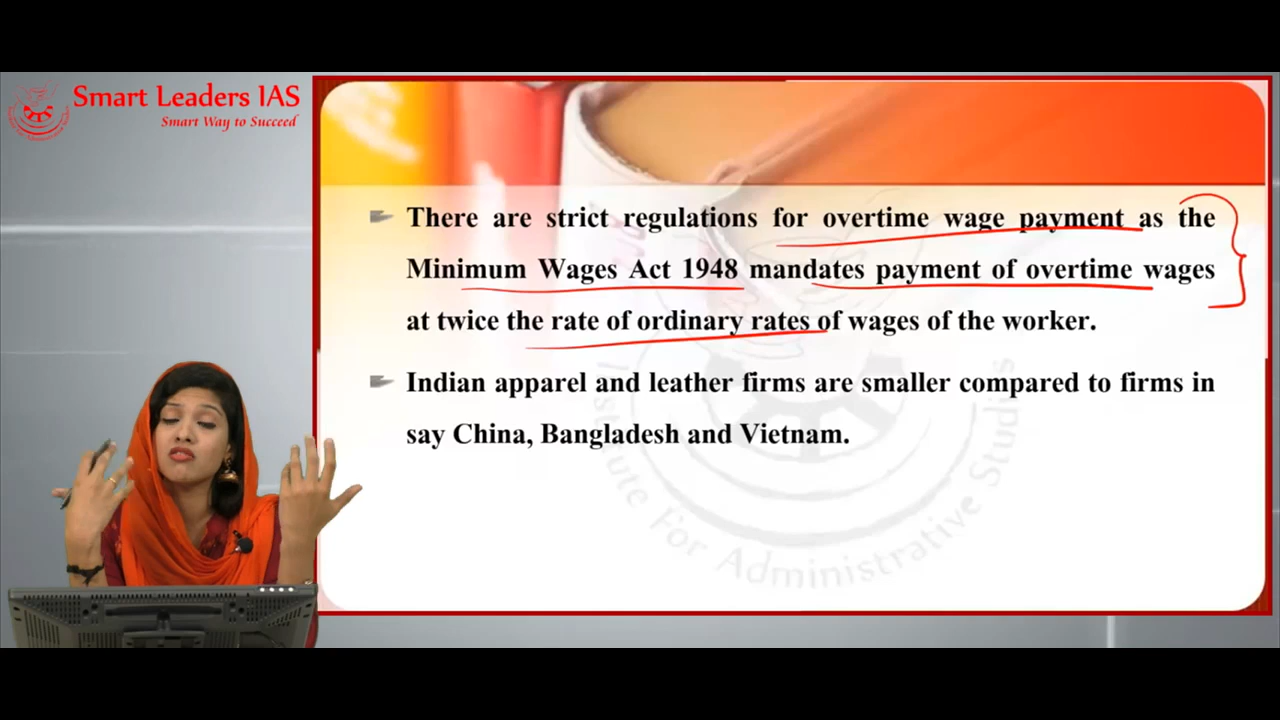 Smart Leaders IAS
Smart Way to Succeed
There are strict regulations for overtime wage payment as the
Minimum Wages Act 1948 mandates payment of overtime wages
at twice the rate of ordinary rates of wages of the worker.
Indian apparel and leather firms are smaller compared to firms in
say China, Bangladesh and Vietnam.
Institute For Administrative Studies